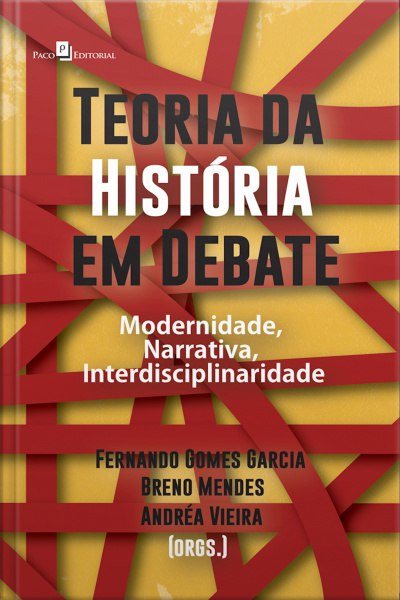 Paco Editorial
Teoria da
História
em Debate
Modernidade,
Narrativa,
Interdisciplinaridade
Fernando Gomes Garcia
Breno Mendes
Andréa Vieira
(orgs.)